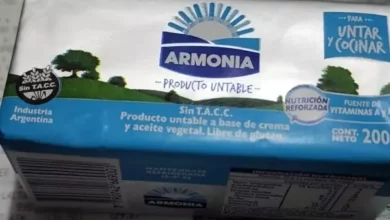 PARA
UNTAR
y COCINAR
ARMONIA
PRODUCTO UNTABLE
Sin T.A.C.C.
Industria
Argentina
Sin T.A.C.C.
Producto untable a base de crema
y aceite vegetal. Libre de gluten.
NUTRICIÓN
REFORZADA
FUENTE DE
VITAMINAS A
CONT.
NETO 200
ARMONIA